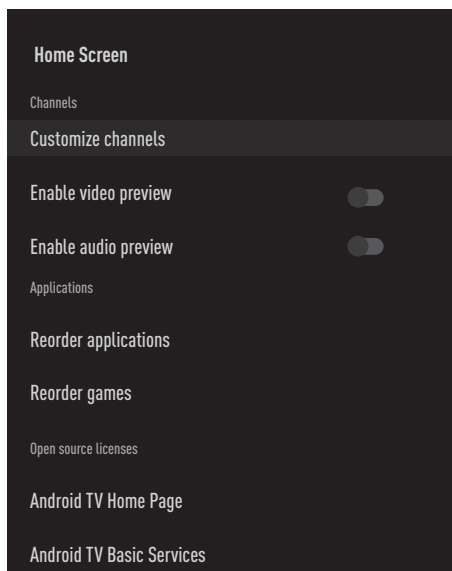 Home Screen
Channels
Customize channels
Enable video preview
Enable audio preview
Applications
Reorder applications
Reorder games
Open source licenses
Android TV Home Page
Android TV Basic Services